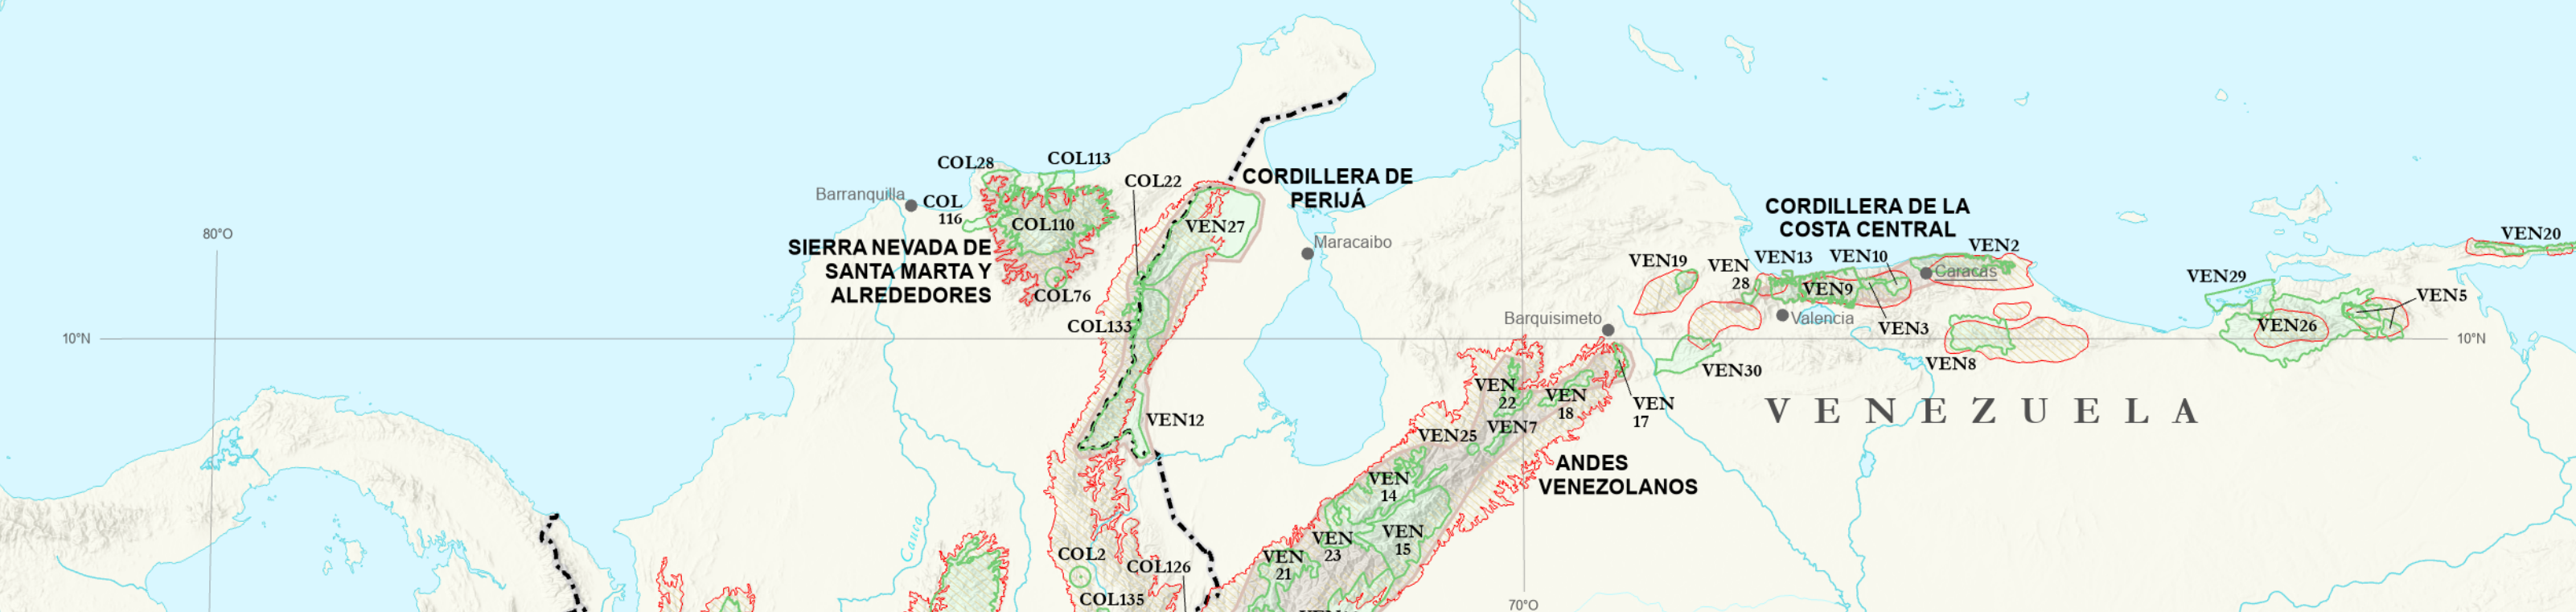 COL28
COL113
COL22
CORDILLERA DE
PERIJÁ
Barranquilla
COL
116
COL110
VEN27
CORDILLERA DE LA
COSTA CENTRAL
80°O
SIERRA NEVADA DE
SANTA MARTA Y
ALREDEDORES
Maracaibo
VEN19
VEN
28
VEN13
VEN10
VEN2
VEN20
Caracas
VEN29
COL76
VEN9
VEN5
COL133
Barquisimeto
Valencia
VEN3
VEN26
10°N
10°N
VEN8
VEN30
VEN
22
VEN
18
VEN
17
VENEZUELA
VEN12
VEN25
VEN7
ANDES
VENEZOLANOS
VEN
14
Cauca
VEN
23
VEN
15
COL2
COL126
VEN
21
COL135
70°O